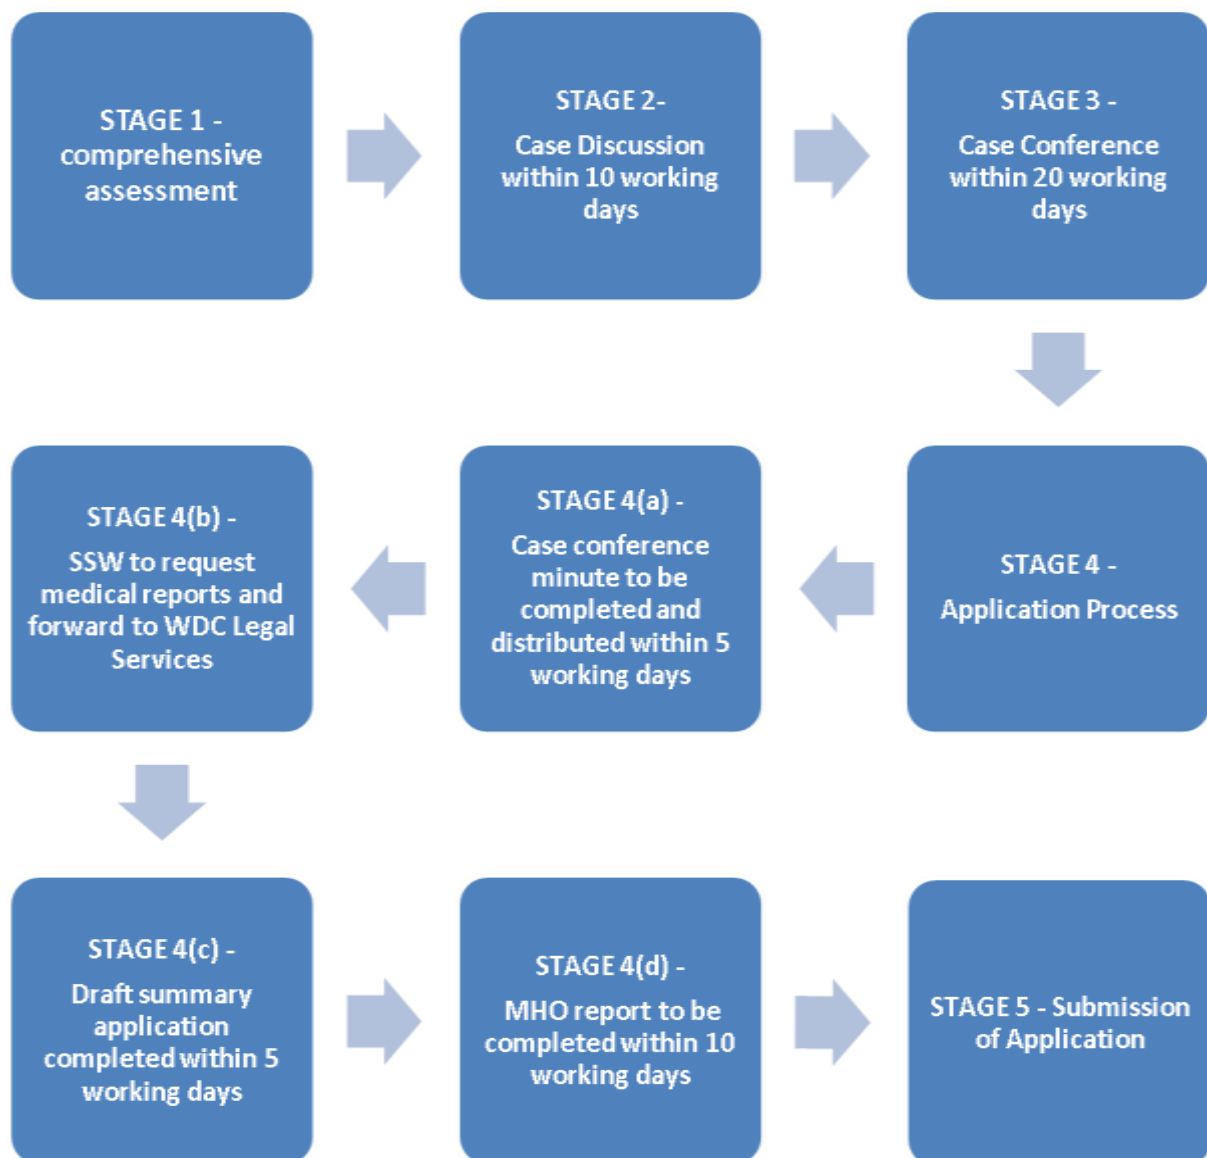 STAGE 1 -
comprehensive
assessment
STAGE 2-
Case Discussion
within 10 working
days
STAGE 3 -
Case Conference
within 20 working
days
STAGE 4 -
Application Process
STAGE 4(a) -
Case conference
minute to be
completed and
distributed within 5
working days
STAGE 4(b) -
SSW to request
medical reports and
forward to WDC Legal
Services
STAGE 4(c) -
Draft summary
application
completed within 5
working days
STAGE 4(d) -
MHO report to be
completed within 10
working days
STAGE 5 - Submission
of Application